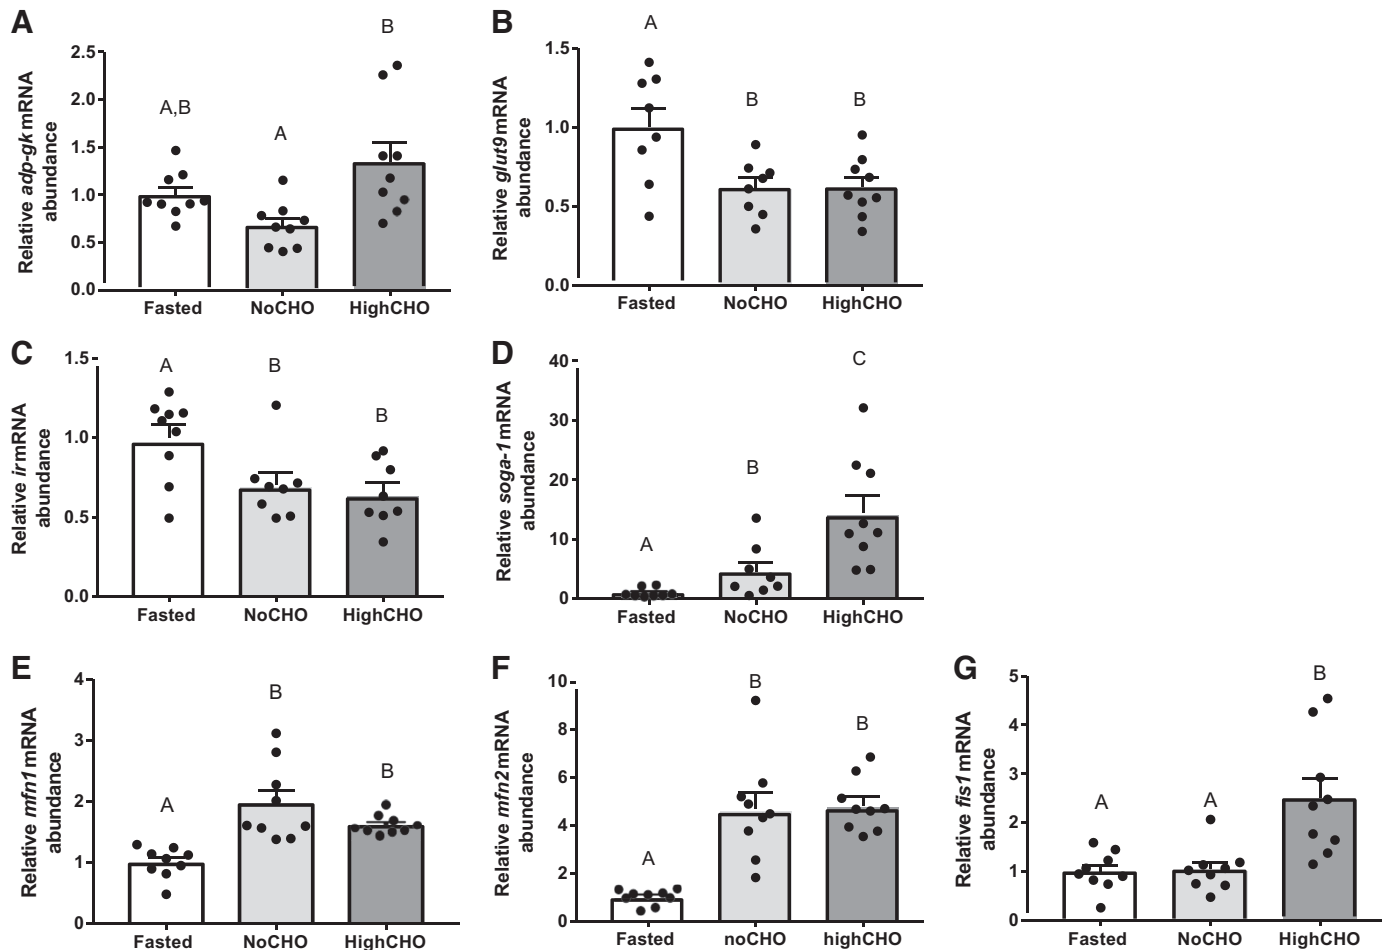 A
B
Relative adp-gk mRNA
abundance
2.5
2.0
1.5
1.0
0.5
0.0
A,B
A
B
Fasted NoCHO HighCHO
Relative glut9 mRNA
abundance
1.5
1.0
0.5
0.0
A
B
B
Fasted NoCHO HighCHO
C
D
Relative ir mRNA
abundance
1.5
1.0
0.5
0.0
A
B
B
Fasted NoCHO HighCHO
Relative soga-1 mRNA
abundance
40
30
20
10
0
A
B
C
Fasted NoCHO HighCHO
E
F
G
Relative mfn1 mRNA
abundance
4
3
2
1
0
A
B
B
Fasted NoCHO HighCHO
Relative mfn2 mRNA
abundance
10
8
6
4
2
0
A
B
B
Fasted noCHO highCHO
Relative fis1 mRNA
abundance
5
4
3
2
1
0
A
A
B
Fasted NoCHO HighCHO